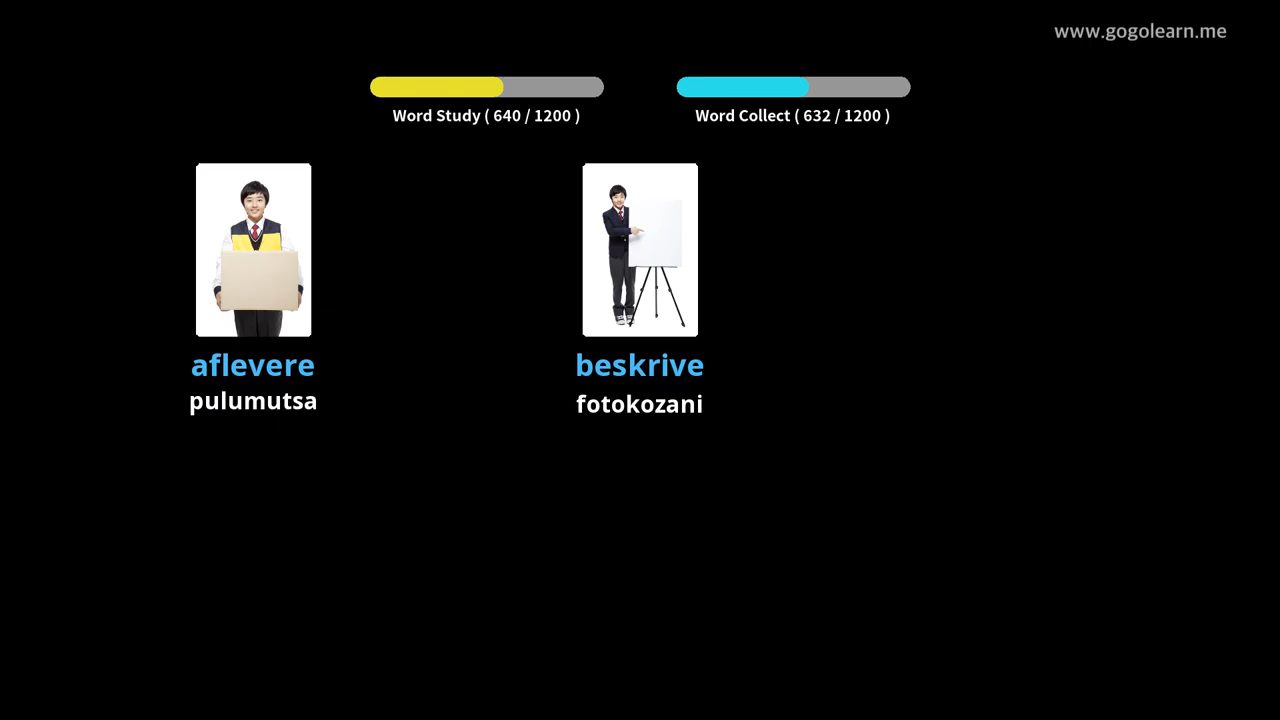 www.gogolearn.me
Word Study ( 640 / 1200 )
Word Collect ( 632 / 1200 )
aflevere
pulumutsa
beskrive
fotokozani